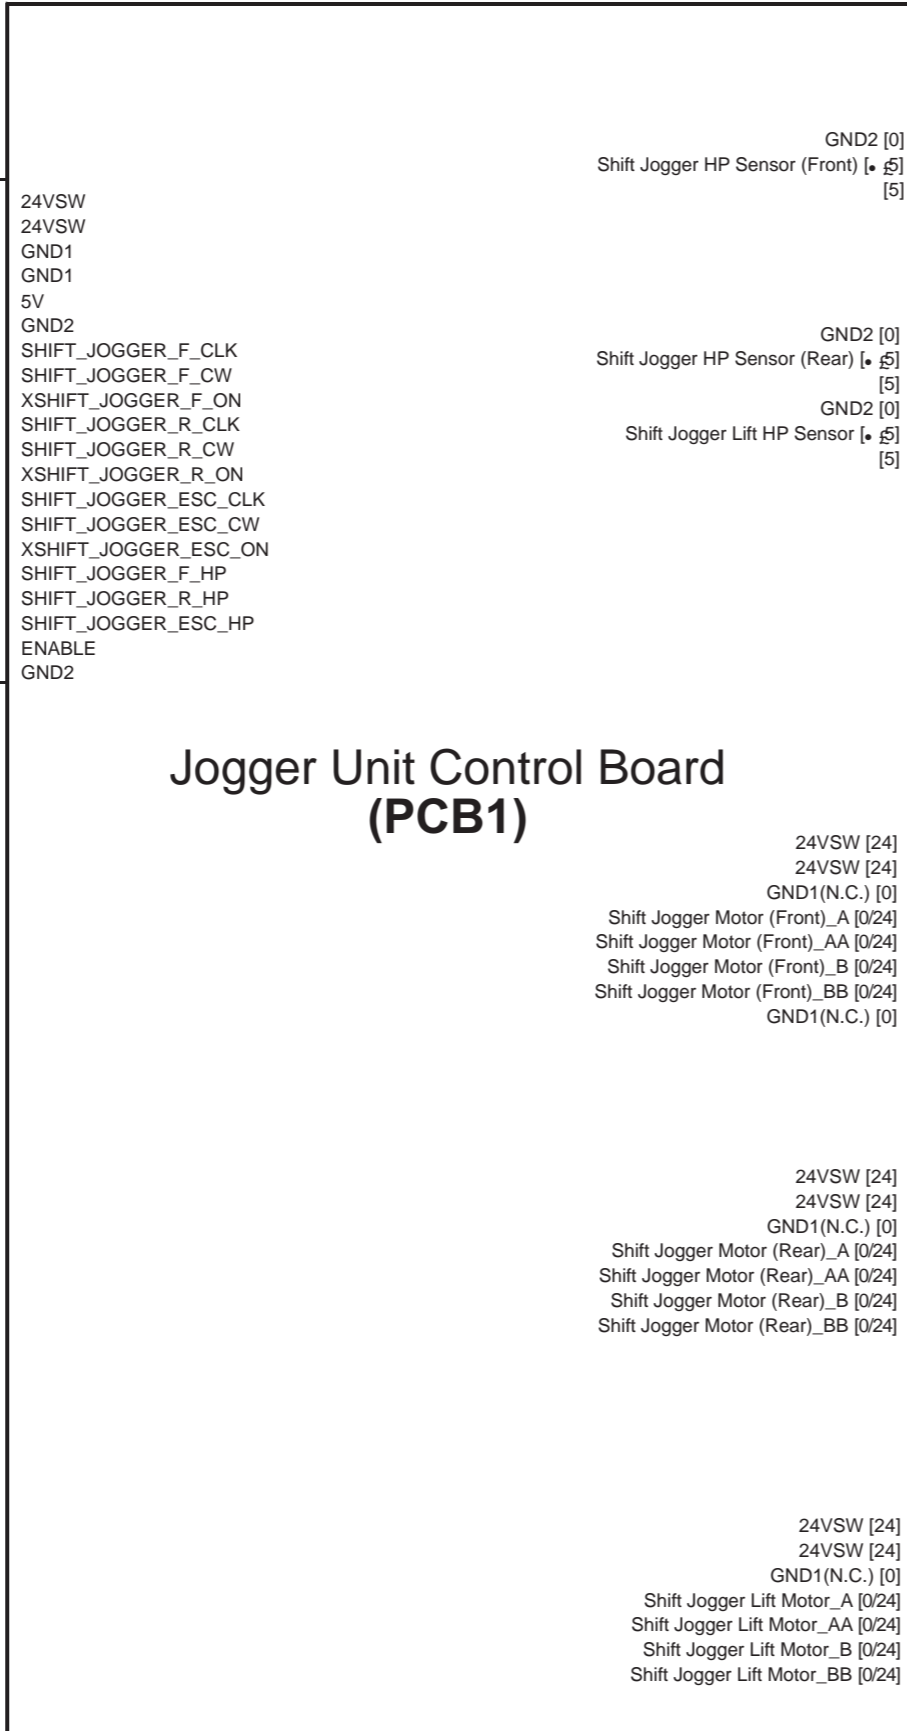 GND2 [0]
Shift Jogger HP Sensor (Front) [• £5]
[5]
24VSW
24VSW
GND1
GND1
5V
GND2
SHIFT_JOGGER_F_CLK
SHIFT_JOGGER_F_CW
XSHIFT_JOGGER_F_ON
SHIFT_JOGGER_R_CLK
SHIFT_JOGGER_R_CW
XSHIFT_JOGGER_R_ON
SHIFT_JOGGER_ESC_CLK
SHIFT_JOGGER_ESC_CW
XSHIFT_JOGGER_ESC_ON
SHIFT_JOGGER_F_HP
SHIFT_JOGGER_R_HP
SHIFT_JOGGER_ESC_HP
ENABLE
GND2
GND2 [0]
Shift Jogger HP Sensor (Rear) [• £5]
[5]
GND2 [0]
Shift Jogger Lift HP Sensor [• £5]
[5]
Jogger Unit Control Board
(PCB1)
24VSW [24]
24VSW [24]
GND1(N.C.) [0]
Shift Jogger Motor (Front)_A [0/24]
Shift Jogger Motor (Front)_AA [0/24]
Shift Jogger Motor (Front)_B [0/24]
Shift Jogger Motor (Front)_BB [0/24]
GND1(N.C.) [0]
24VSW [24]
24VSW [24]
GND1(N.C.) [0]
Shift Jogger Motor (Rear)_A [0/24]
Shift Jogger Motor (Rear)_AA [0/24]
Shift Jogger Motor (Rear)_B [0/24]
Shift Jogger Motor (Rear)_BB [0/24]
24VSW [24]
24VSW [24]
GND1(N.C.) [0]
Shift Jogger Lift Motor_A [0/24]
Shift Jogger Lift Motor_AA [0/24]
Shift Jogger Lift Motor_B [0/24]
Shift Jogger Lift Motor_BB [0/24]